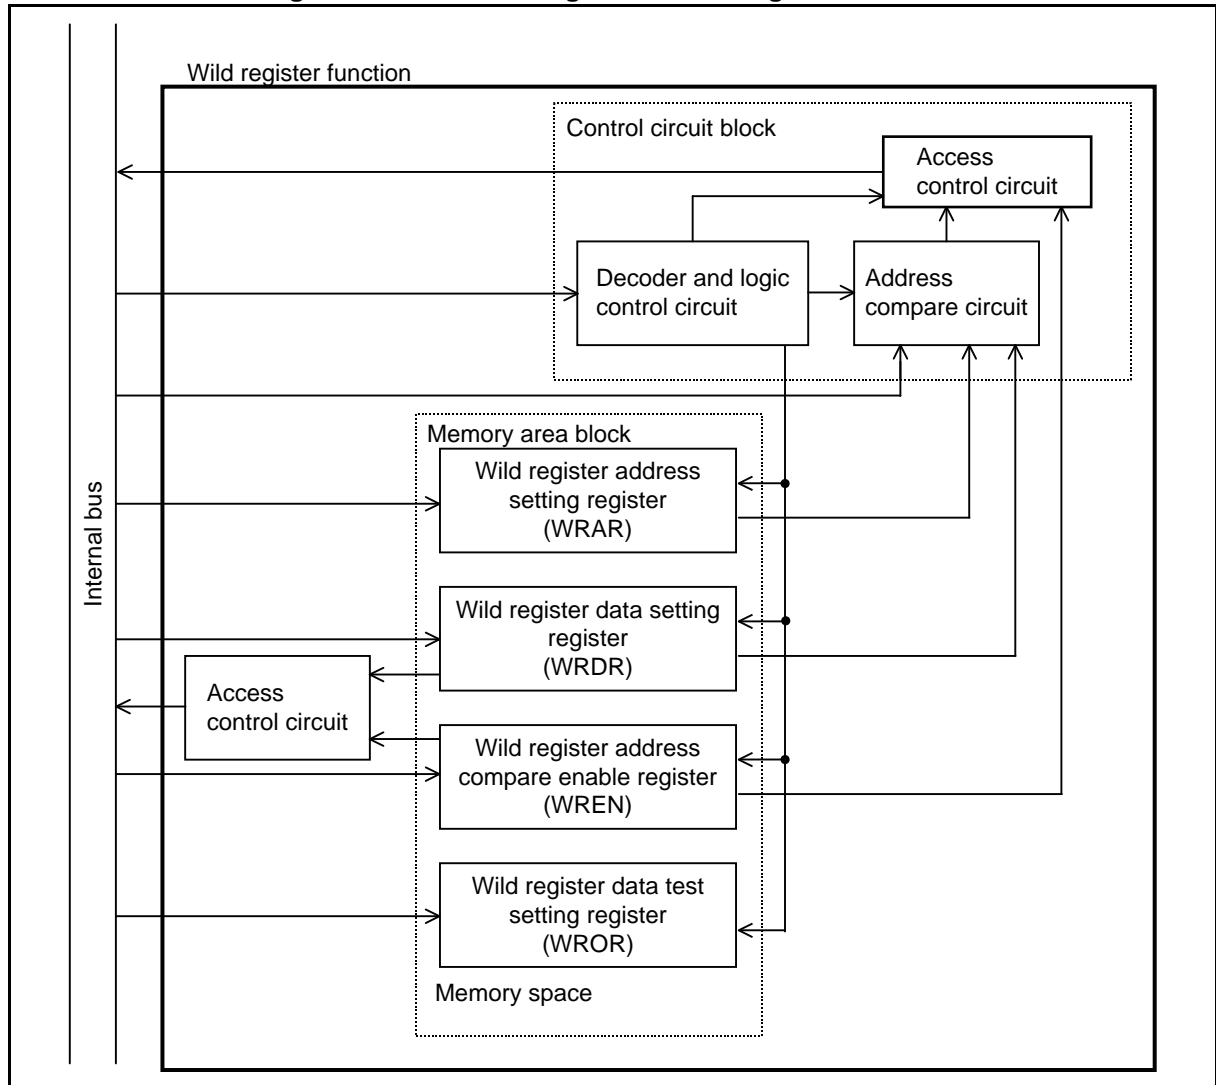 Wild register function
Control circuit block
Access
control circuit
Decoder and logic
control circuit
Address
compare circuit
Internal bus
Memory area block
Wild register address
setting register
(WRAR)
Wild register data setting
register
(WRDR)
Access
control circuit
Wild register address
compare enable register
(WREN)
Wild register data test
setting register
(WROR)
Memory space